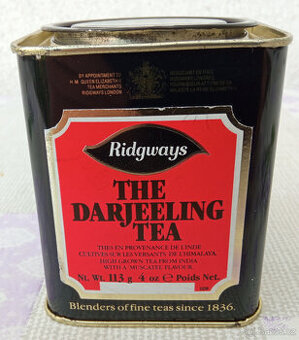 BY APPOINTMENT TO
H.M. QUEEN ELIZABETH II
TEA MERCHANTS
RIDGWAYS LONDON
Ridgways
THE
DARJEELING
TEA
THES EN PROVENANCE DE L'INDE
CULTIVES SUR LES VERSANTS DE L'HIMALAYA.
HIGH GROWN TEA FROM INDIA
WITH A MUSCATEL FLAVOUR.
Nt. Wt. 113 g 4 oz e Poids Net.
Blenders of fine teas since 1836.